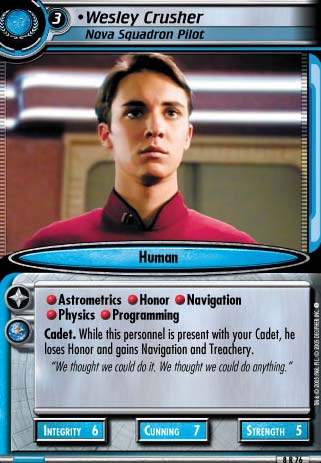 3 •Wesley Crusher
Nova Squadron Pilot
Human
Astrometrics Honor Navigation
Physics Programming
Cadet. While this personnel is present with your Cadet, he
loses Honor and gains Navigation and Treachery.
“We thought we could do it. We thought we could do anything.”
INTEGRITY 6 CUNNING 7 STRENGTH 5
8 R 76